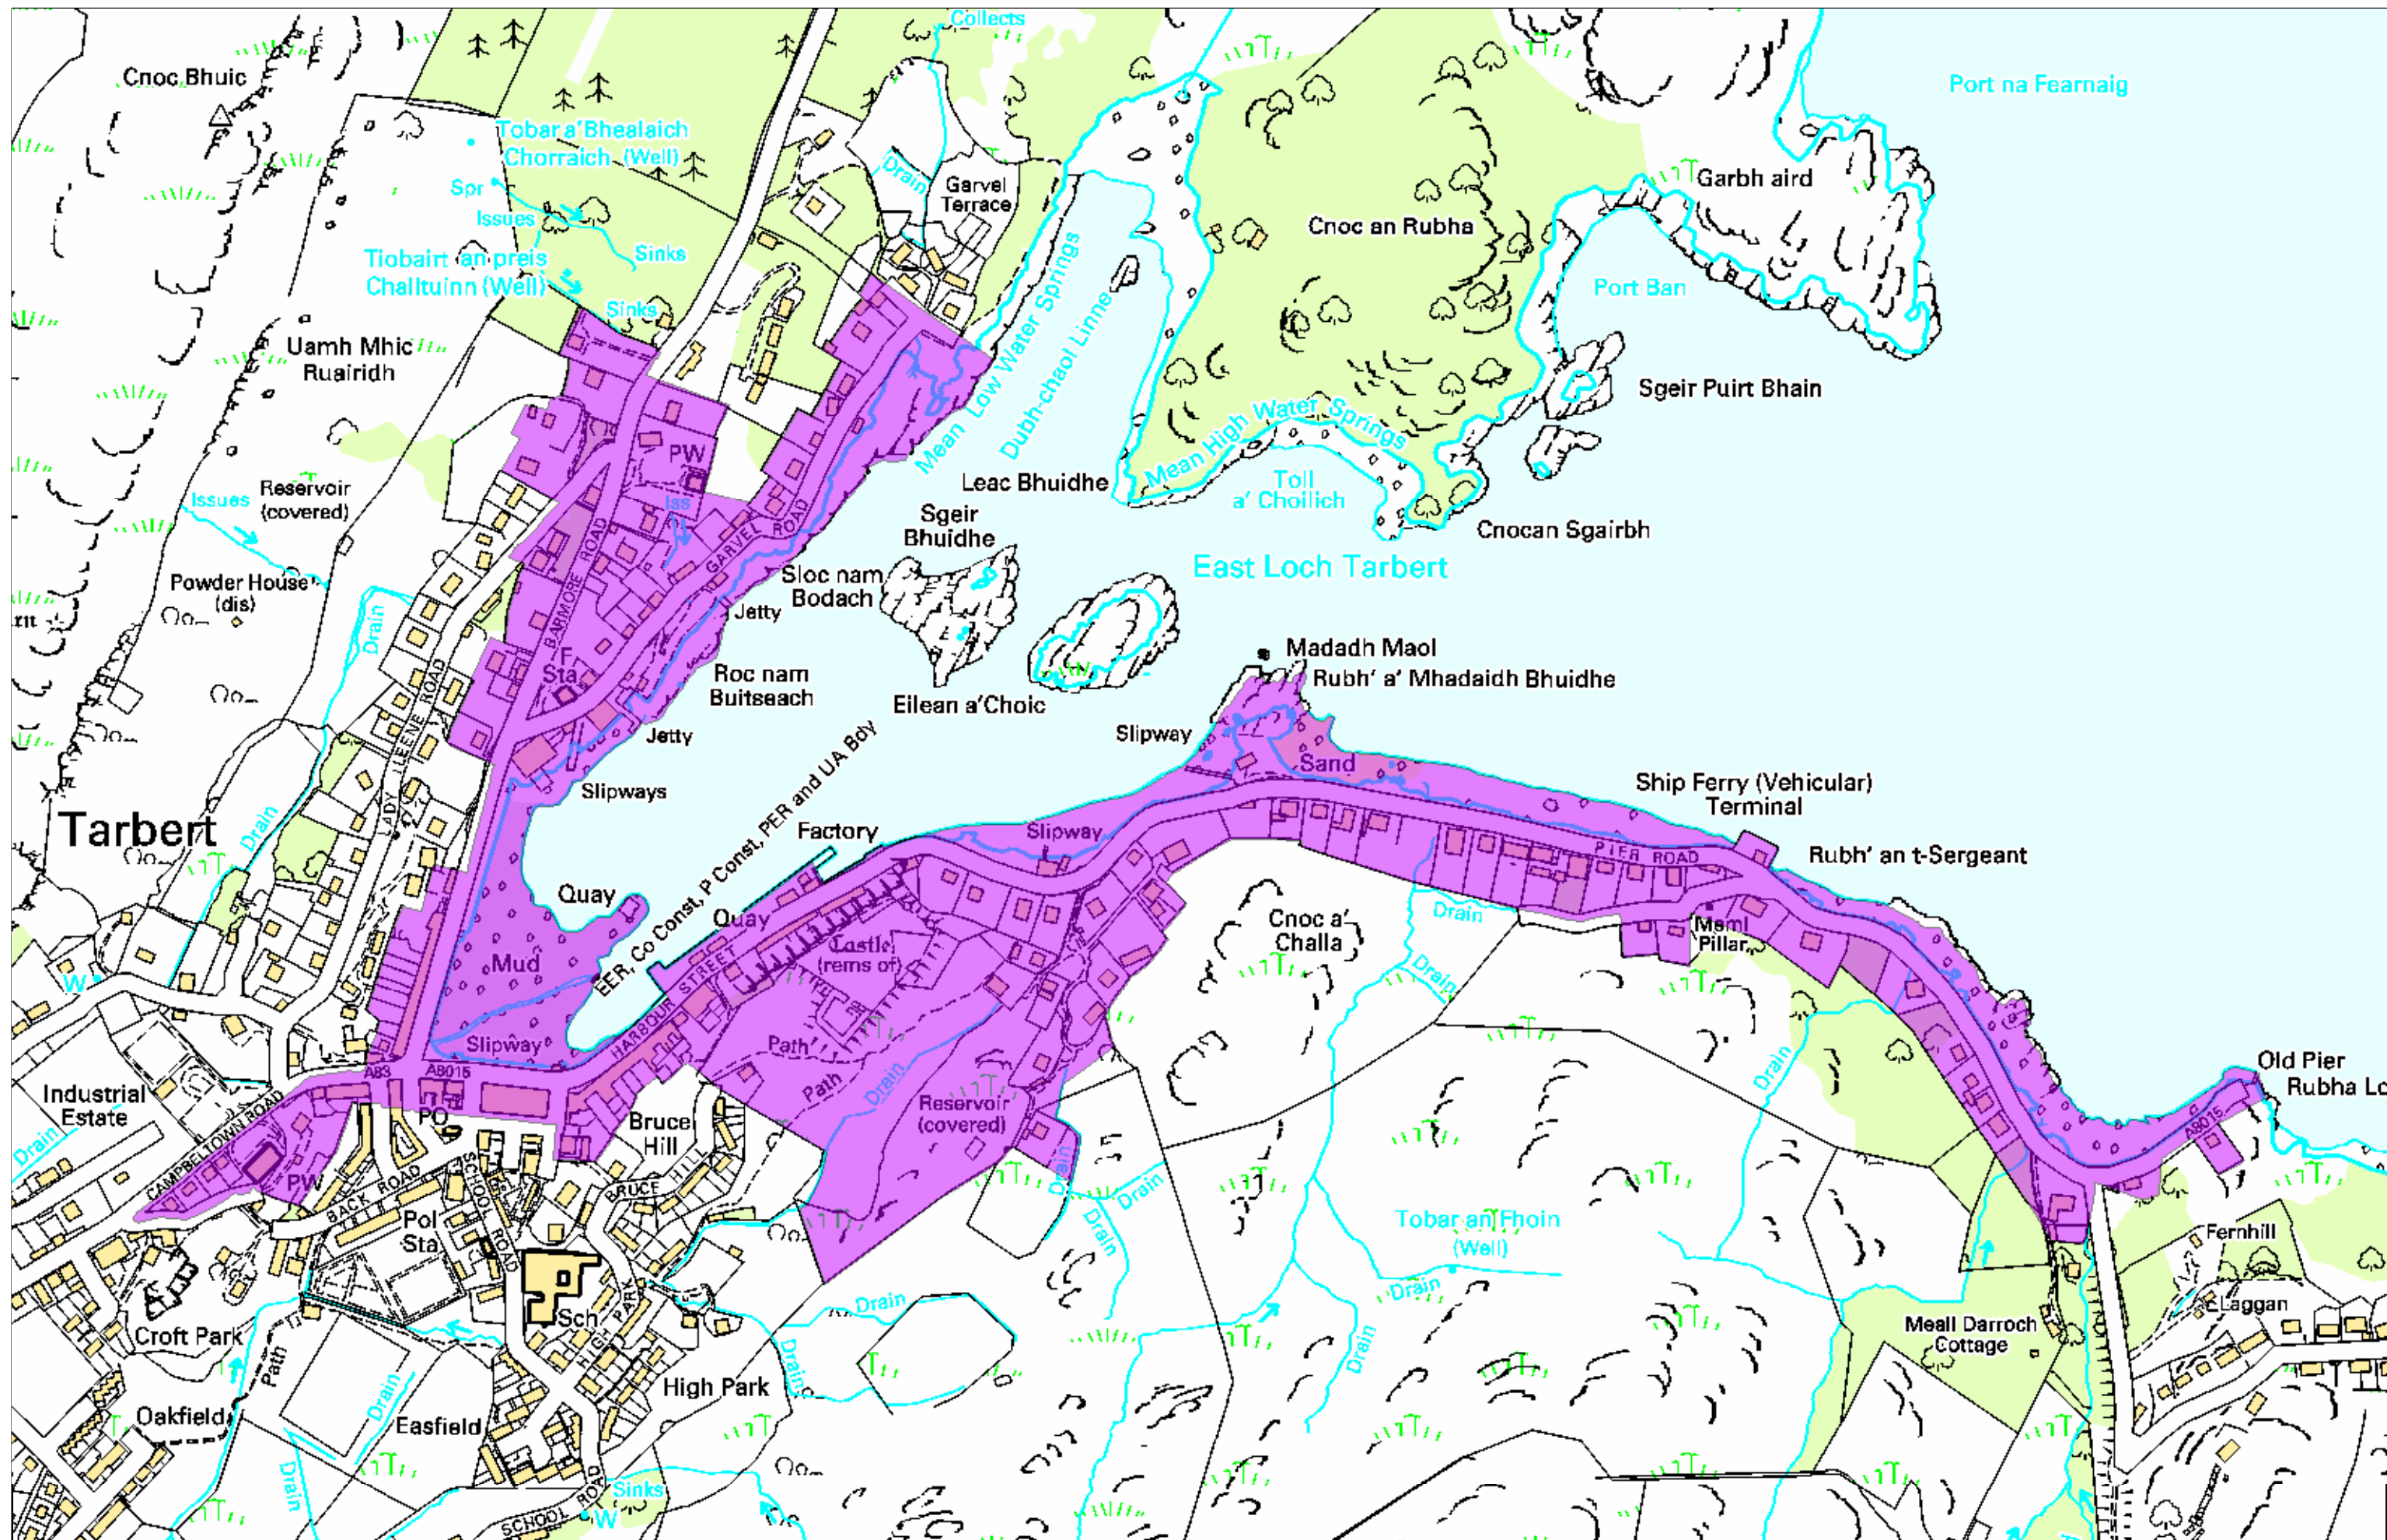 Collects
Cnoc Bhuic
Port na Fearnaig
Tobar a' Bhealaich
Chorraich (Well)
Spr
Issues
Sinks
Drain
Garvel
Terrace
Garbh aird
Cnoc an Rubha
Tiobairt an preis
Challtuinn (Well)
Sinks
Port Ban
Uamh Mhic
Ruairidh
Mean Low Water Springs
Dubh-chaol Linne
Sgeir Puirt Bhain
Mean High Water Springs
PW
Leac Bhuidhe
Toll
a' Choilich
Issues
Reservoir
(covered)
Iss
GARVEL ROAD
BARMORE ROAD
Sgeir
Bhuidhe
Cnocan Sgairbh
East Loch Tarbert
Powder House
(dis)
Drain
Sloc nam
Bodach
Jetty
F
Sta
Roc nam
Buitseach
Eilean a'Choic
Madadh Maol
Rubh' a' Mhadaidh Bhuidhe
LADY ILEENE ROAD
Jetty
Slipway
Sand
Slipways
Ship Ferry (Vehicular)
Terminal
Tarbert
Drain
Factory
Slipway
PIER ROAD
Rubh' an t-Sergeant
EER, Co Const, P Const, PER and UA Bdy
Quay
Quay
Drain
Cnoc a'
Challa
Meml
Pillar
Castle
(rems of)
Mud
W
Drain
HARBOUR STREET
Slipway
Path
Path
Drain
Drain
A83
A8015
Old Pier
Industrial
Estate
CAMPBELTOWN ROAD
PO
Bruce
Hill
Reservoir
(covered)
A8015
Drain
PW
BACK ROAD
SCHOOL ROAD
BRUCE HILL
Drain
Drain
Drain
Pol
Sta
Tobar an Fhoin
(Well)
Fernhill
Drain
Sch
HIGH PARK
Drain
Laggan
Croft Park
Path
Drain
Drain
Meall Darroch
Cottage
High Park
Drain
Oakfield
Easfield
Drain
SCHOOL ROAD
Sinks
W